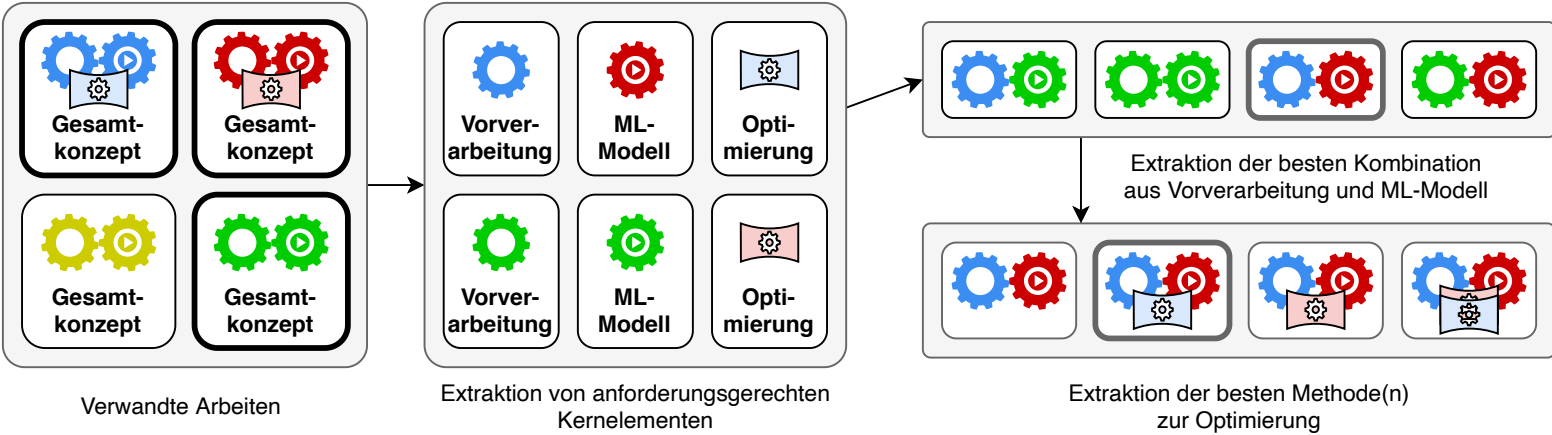 Gesamt-
konzept
Gesamt-
konzept
Gesamt-
konzept
Gesamt-
konzept
Verwandte Arbeiten
Vorver-
arbeitung
ML-
Modell
Opti-
mierung
Vorver-
arbeitung
ML-
Modell
Opti-
mierung
Extraktion von anforderungsgerechten
Kernelementen
Extraktion der besten Kombination
aus Vorverarbeitung und ML-Modell
Extraktion der besten Methode(n)
zur Optimierung